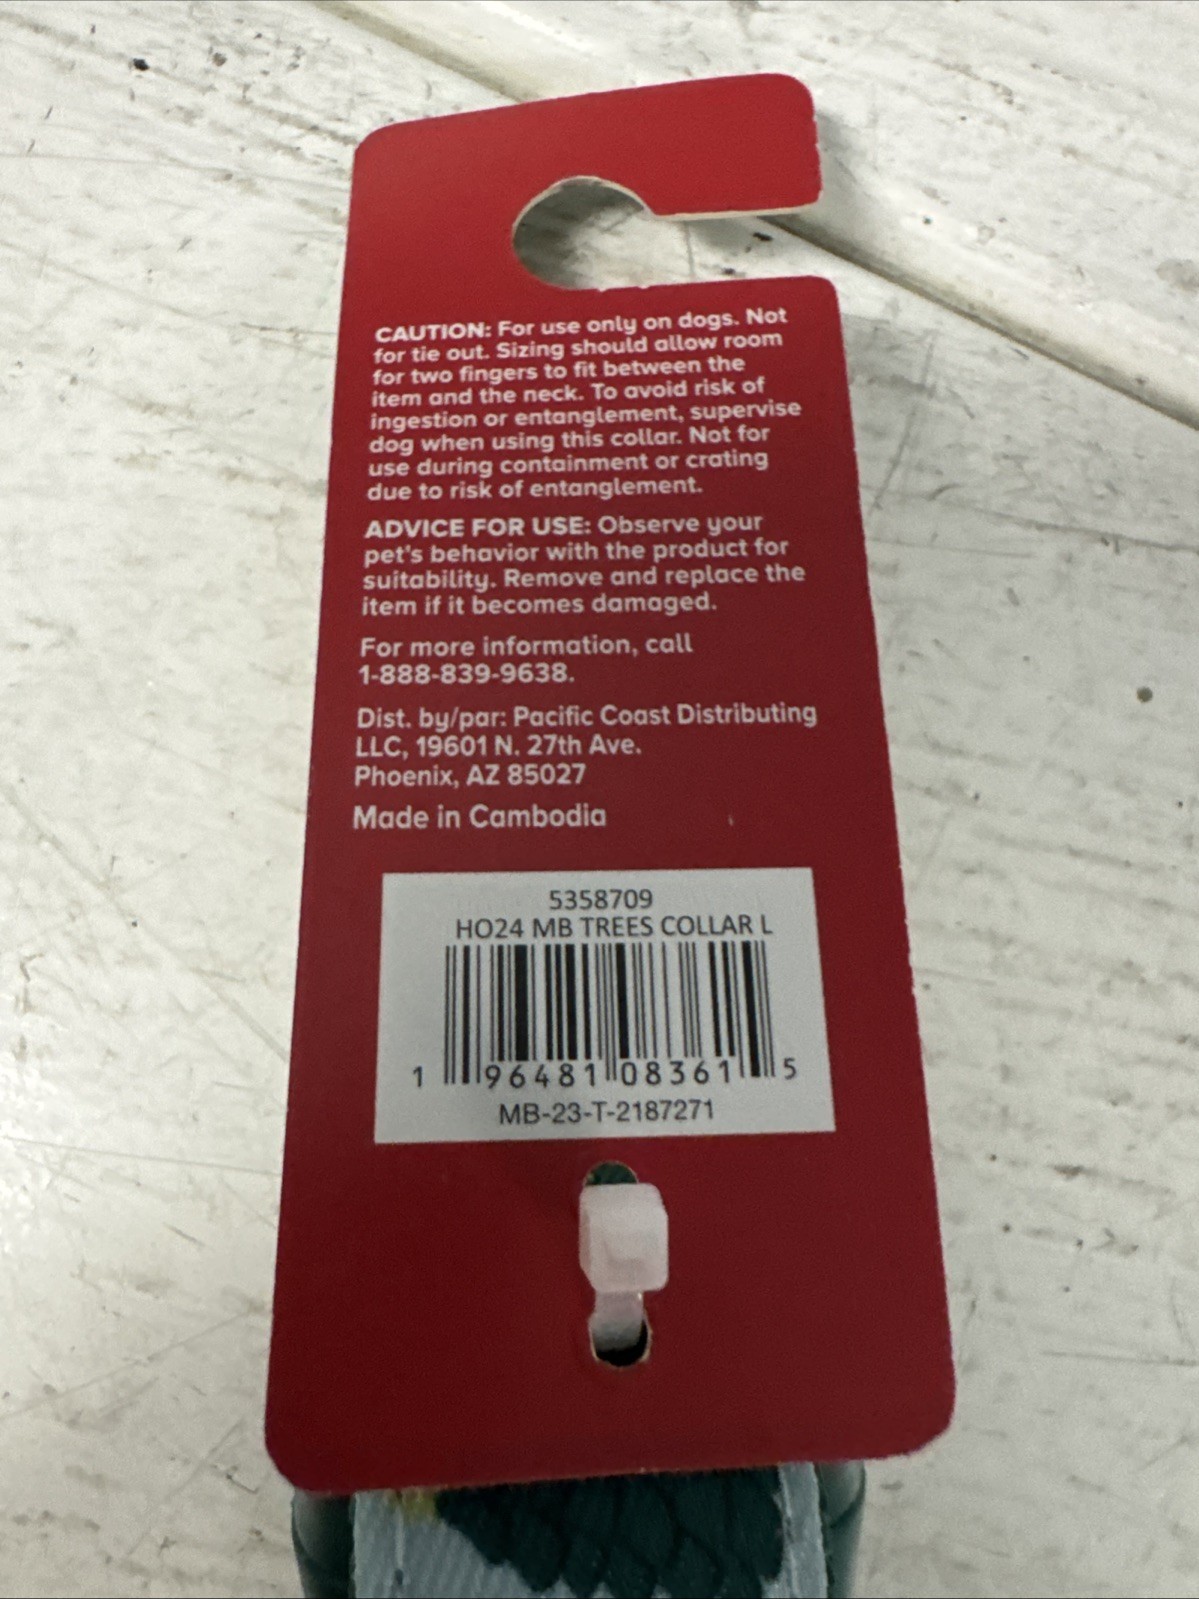 CAUTION: For use only on dogs. Not
for tie out. Sizing should allow room
for two fingers to fit between the
item and the neck. To avoid risk of
ingestion or entanglement, supervise
dog when using this collar. Not for
use during containment or crating
due to risk of entanglement.
ADVICE FOR USE: Observe your
pet's behavior with the product for
suitability. Remove and replace the
item if it becomes damaged.
For more information, call
1-888-839-9638.
Dist. by/par: Pacific Coast Distributing
LLC, 19601 N. 27th Ave.
Phoenix, AZ 85027
Made in Cambodia
5358709
HO24 MB TREES COLLAR L
1 96481 08361 5
MB-23-T-2187271